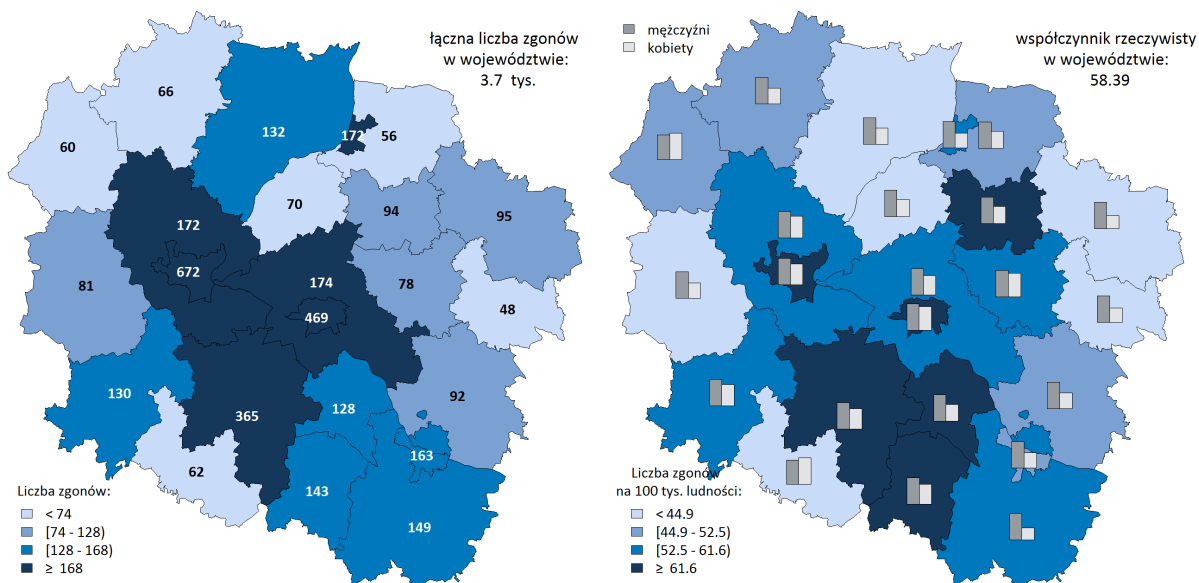 łączna liczba zgonów
w województwie:
3.7 tys.
66
132
172
56
60
70
94
95
172
672
174
78
81
469
48
130
365
128
92
163
62
143
149
Liczba zgonów:
< 74
[74 - 128)
[128 - 168)
≥ 168
mężczyźni
kobiety
współczynnik rzeczywisty
w województwie:
58.39
Liczba zgonów
na 100 tys. ludności:
< 44.9
[44.9 - 52.5)
[52.5 - 61.6)
≥ 61.6